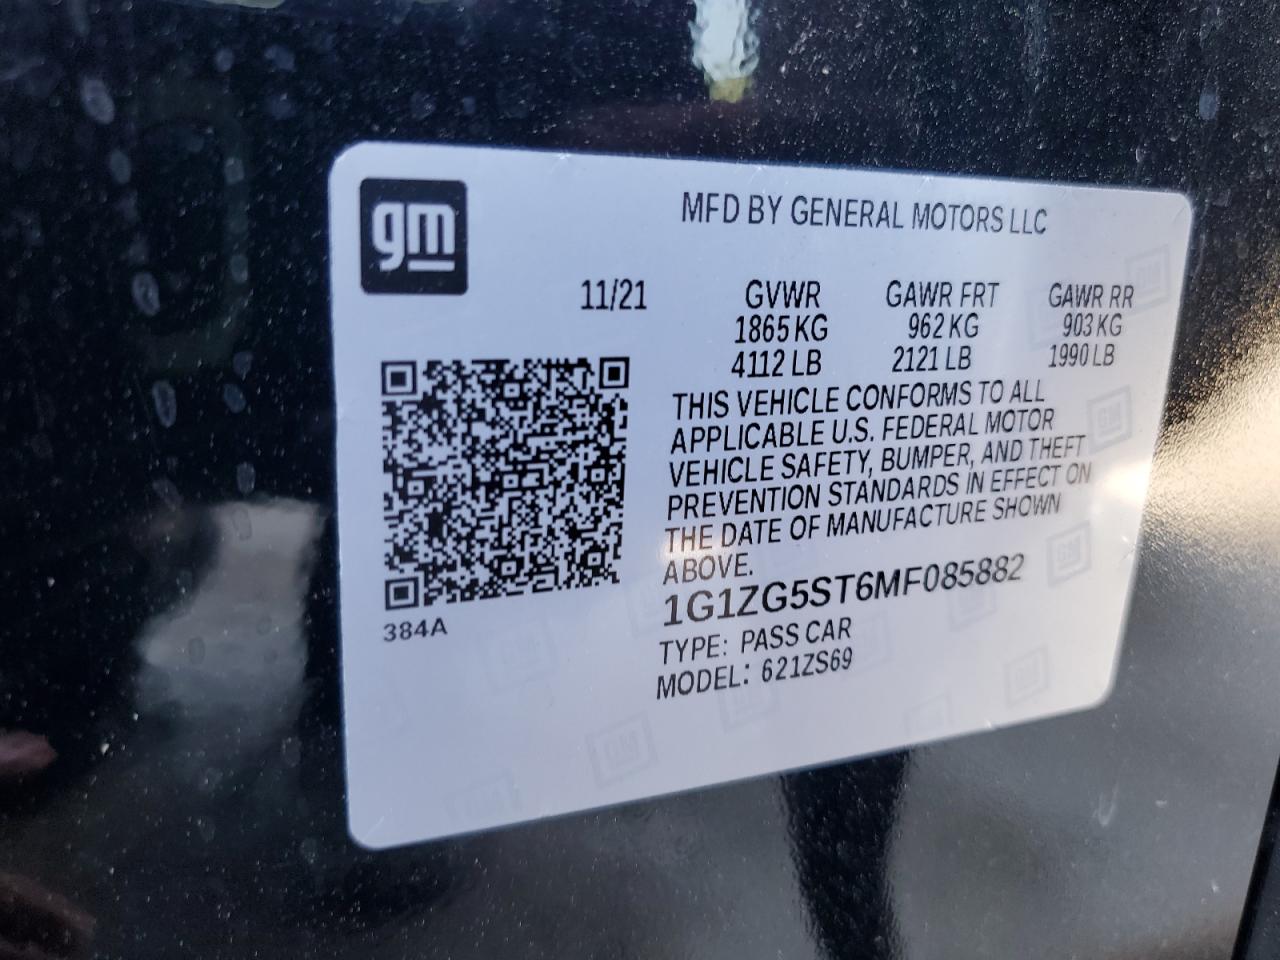 gm
MFD BY GENERAL MOTORS LLC
11/21 GVWR GAWR FRT GAWR RR
1865 KG 962 KG 903 KG
4112 LB 2121 LB 1990 LB
THIS VEHICLE CONFORMS TO ALL
APPLICABLE U.S. FEDERAL MOTOR
VEHICLE SAFETY, BUMPER, AND THEFT
PREVENTION STANDARDS IN EFFECT ON
THE DATE OF MANUFACTURE SHOWN
ABOVE.
1G1ZG5ST6MF085882
TYPE: PASS CAR
MODEL: 621ZS69
384A